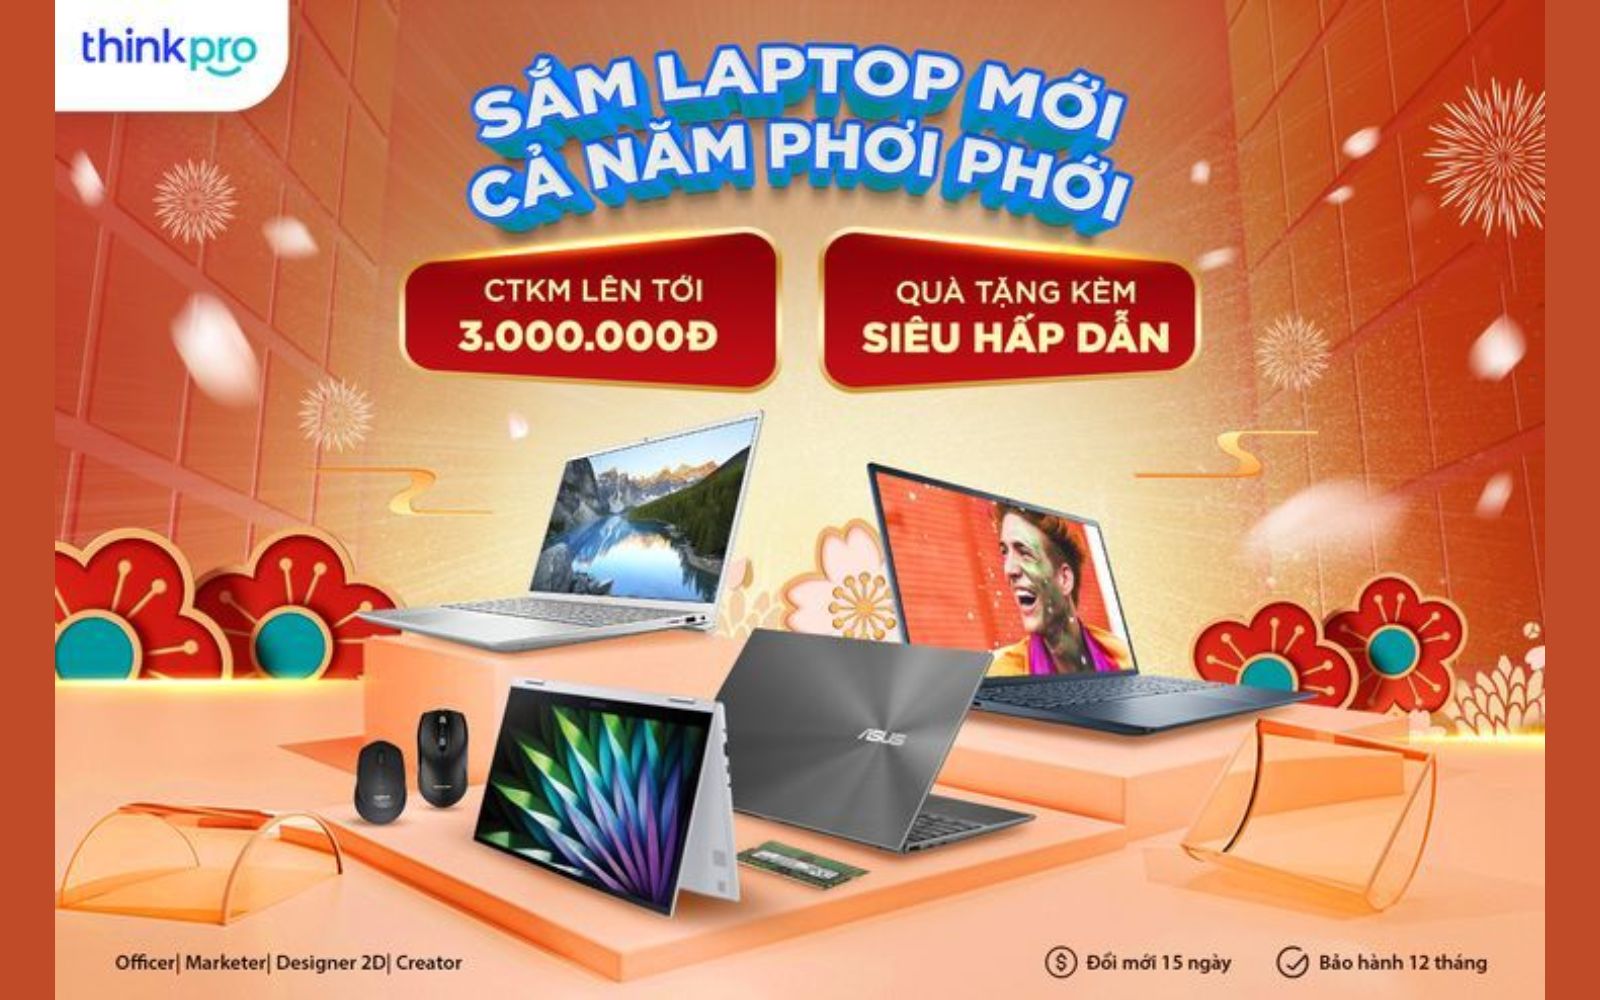 thinkpro
SẮM LAPTOP MỚI
CẢ NĂM PHƠI PHỚI
CTKM LÊN TỚI
3.000.000Đ
QUÀ TẶNG KÈM
SIÊU HẤP DẪN
ASUS
Officer| Marketer| Designer 2D| Creator
Đổi mới 15 ngày
Bảo hành 12 tháng